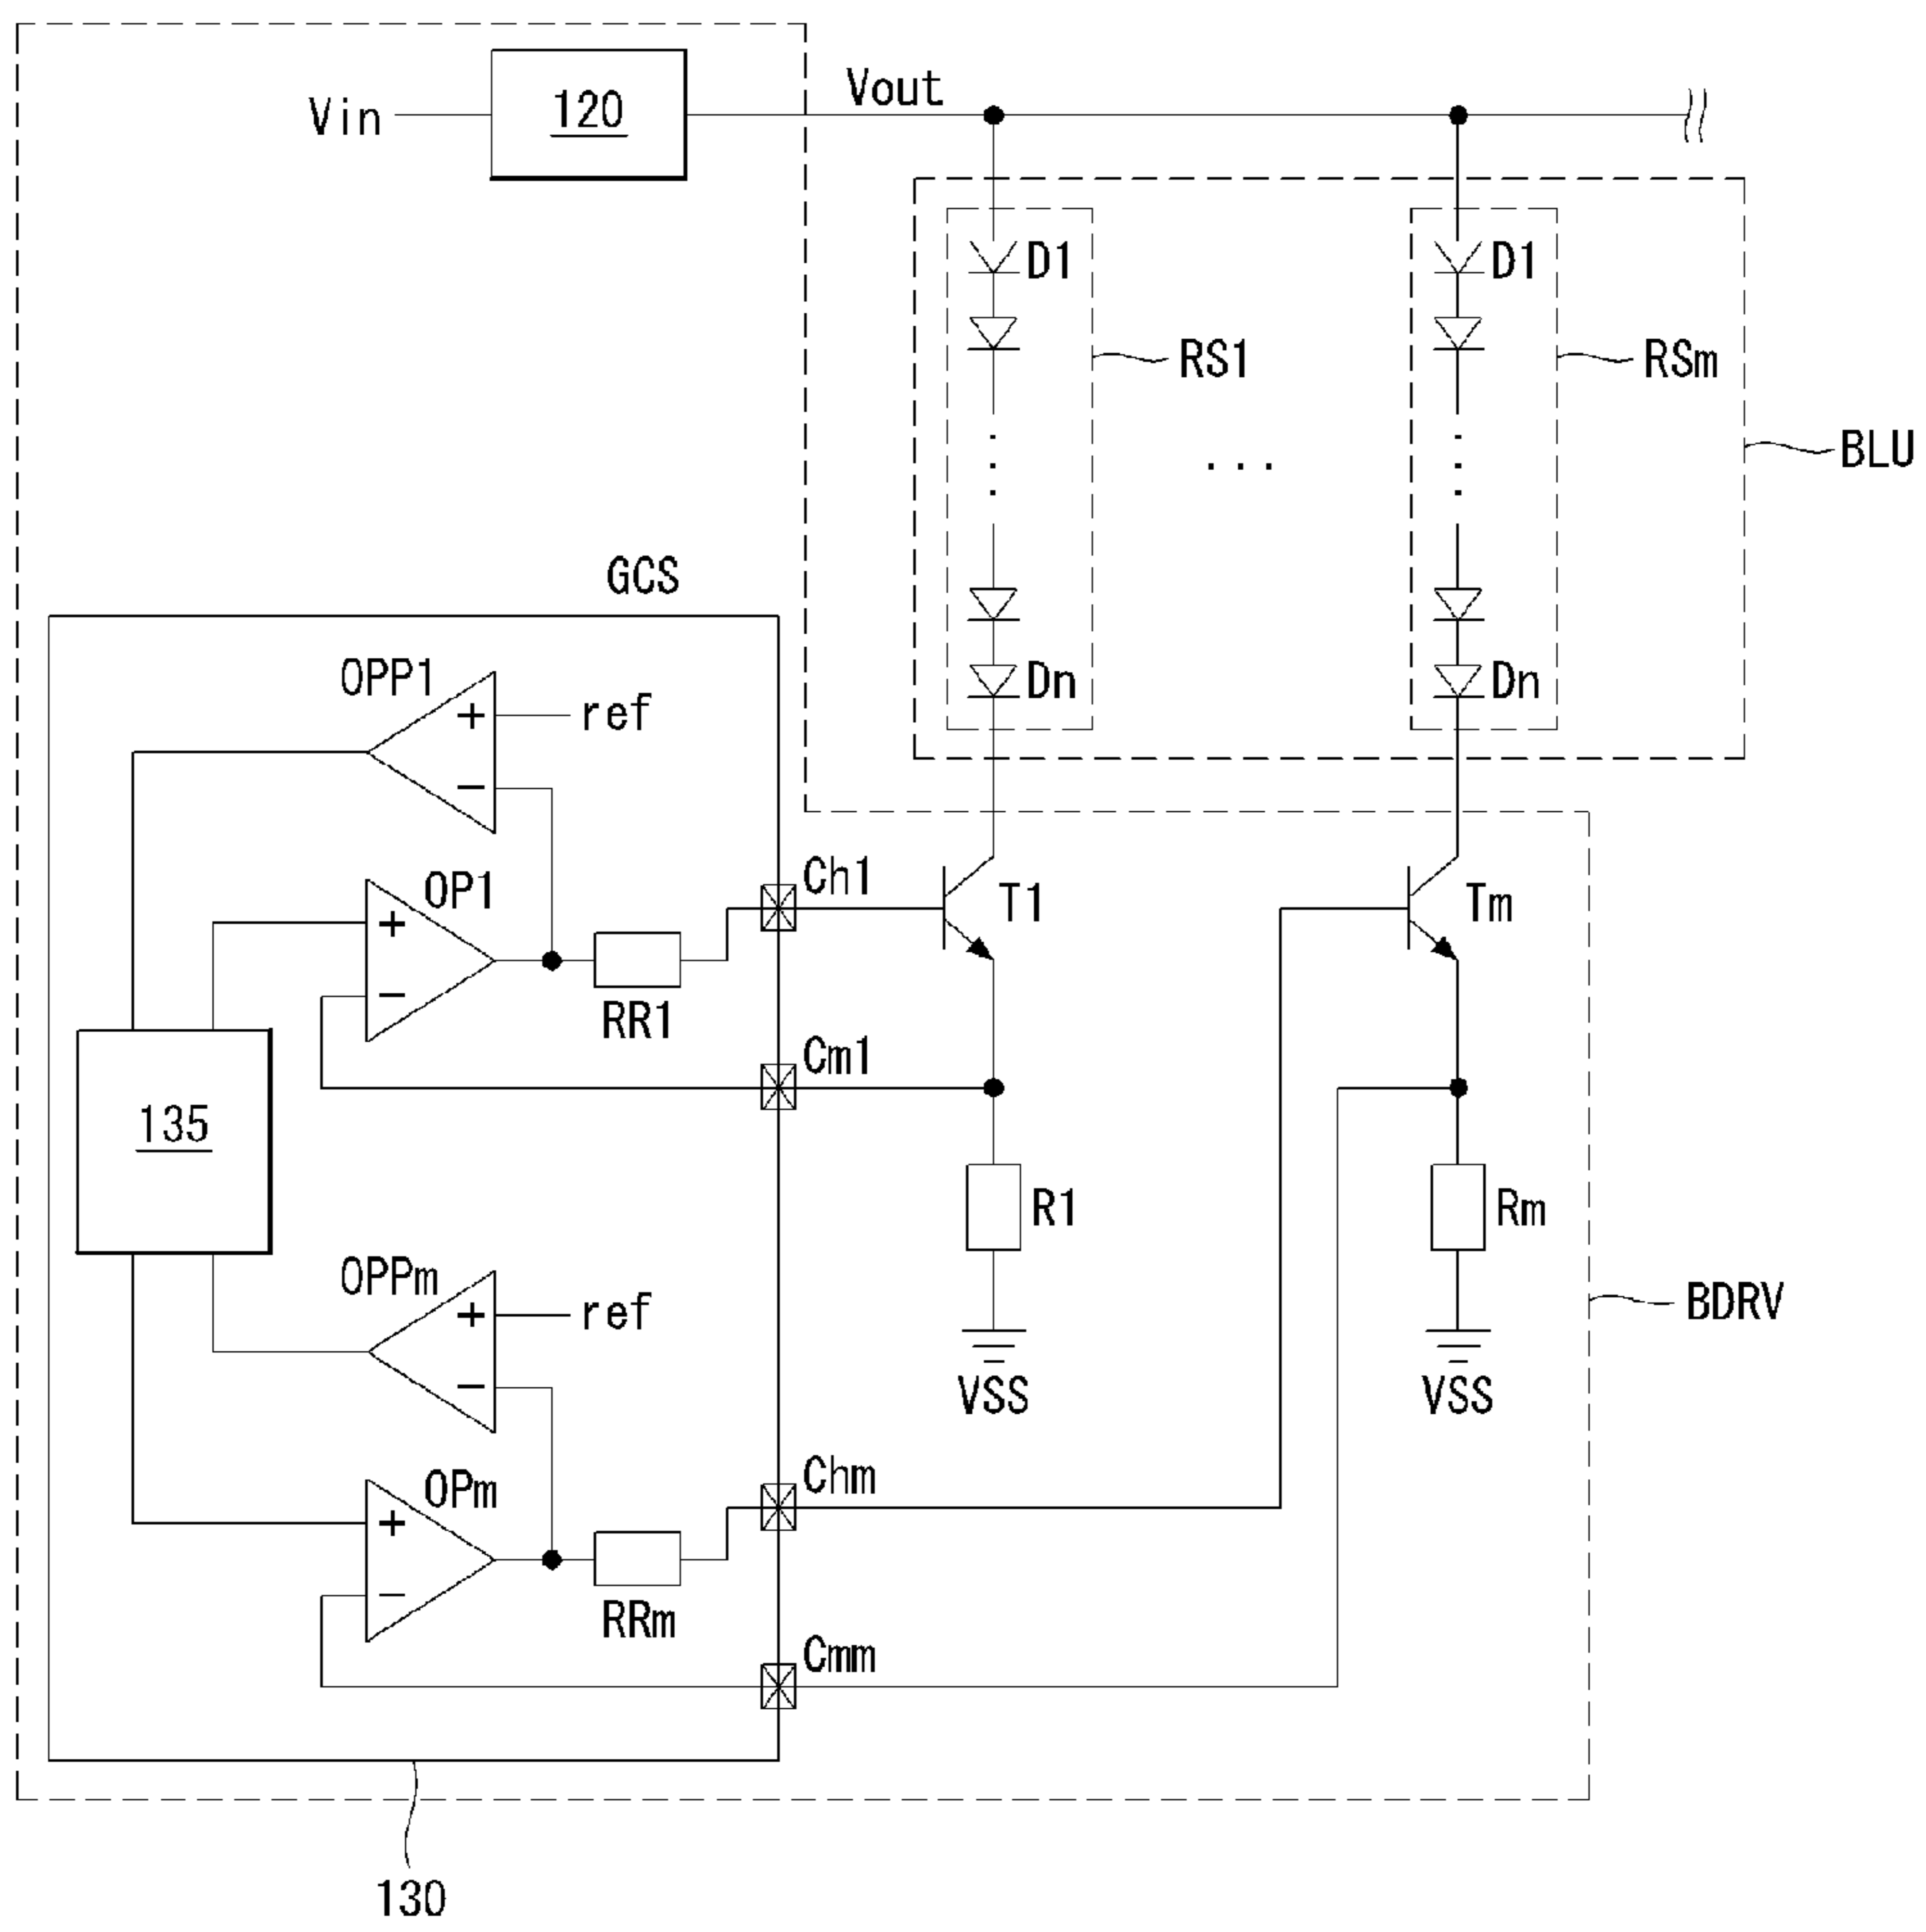 Vin
120
Vout
D1
D1
RS1
RSm
BLU
GCS
OPP1
+
ref
−
Dn
Dn
OP1
+
−
RR1
Ch1
T1
Tm
Cm1
135
R1
Rm
OPPm
+
ref
−
VSS
VSS
BDRV
OPm
+
−
RRm
Chm
Cmm
130